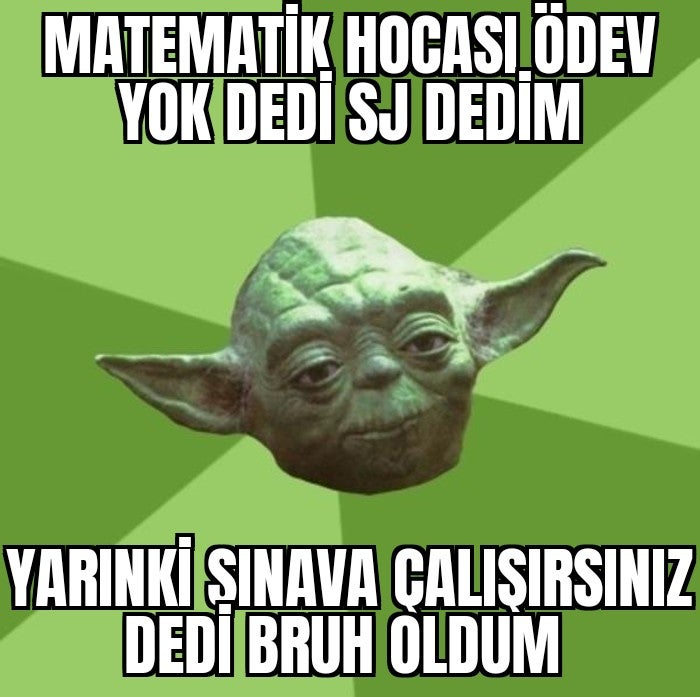 MATEMATİK HOCASI ÖDEV
YOK DEDİ SJ DEDİM
YARINKİ SINAVA ÇALIŞIRSINIZ
DEDİ BRUH OLDUM